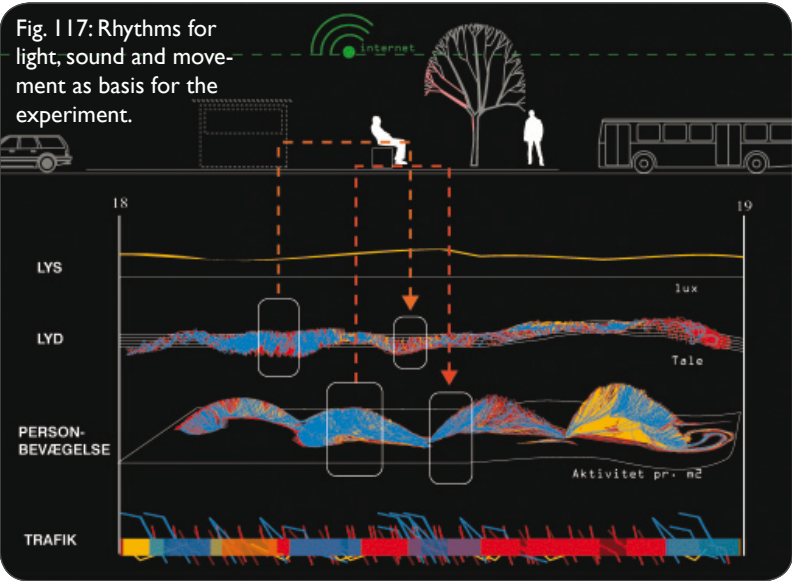 Fig. 117: Rhythms for
light, sound and move-
ment as basis for the
experiment.
internet
18
19
LYS
lux
LYD
Tale
PERSON-
BEVÆGELSE
Aktivitet pr. m2
TRAFIK